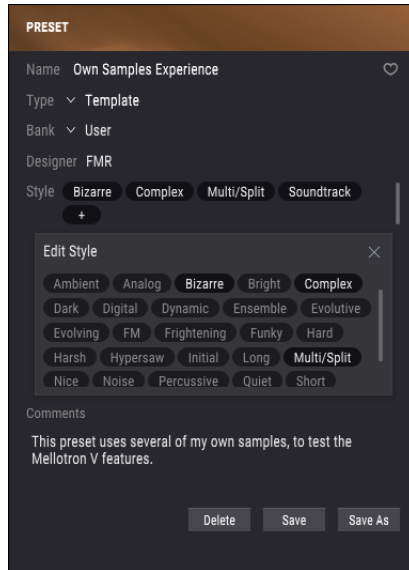 PRESET
Name Own Samples Experience
Type Template
Bank User
Designer FMR
Style Bizarre Complex Multi/Split Soundtrack
+
Edit Style
Ambient Analog Bizarre Bright Complex
Dark Digital Dynamic Ensemble Evolutive
Evolving FM Frightening Funky Hard
Harsh Hypersaw Initial Long Multi/Split
Nice Noise Percussive Quiet Short
Comments
This preset uses several of my own samples, to test the
Mellotron V features.
Delete Save Save As